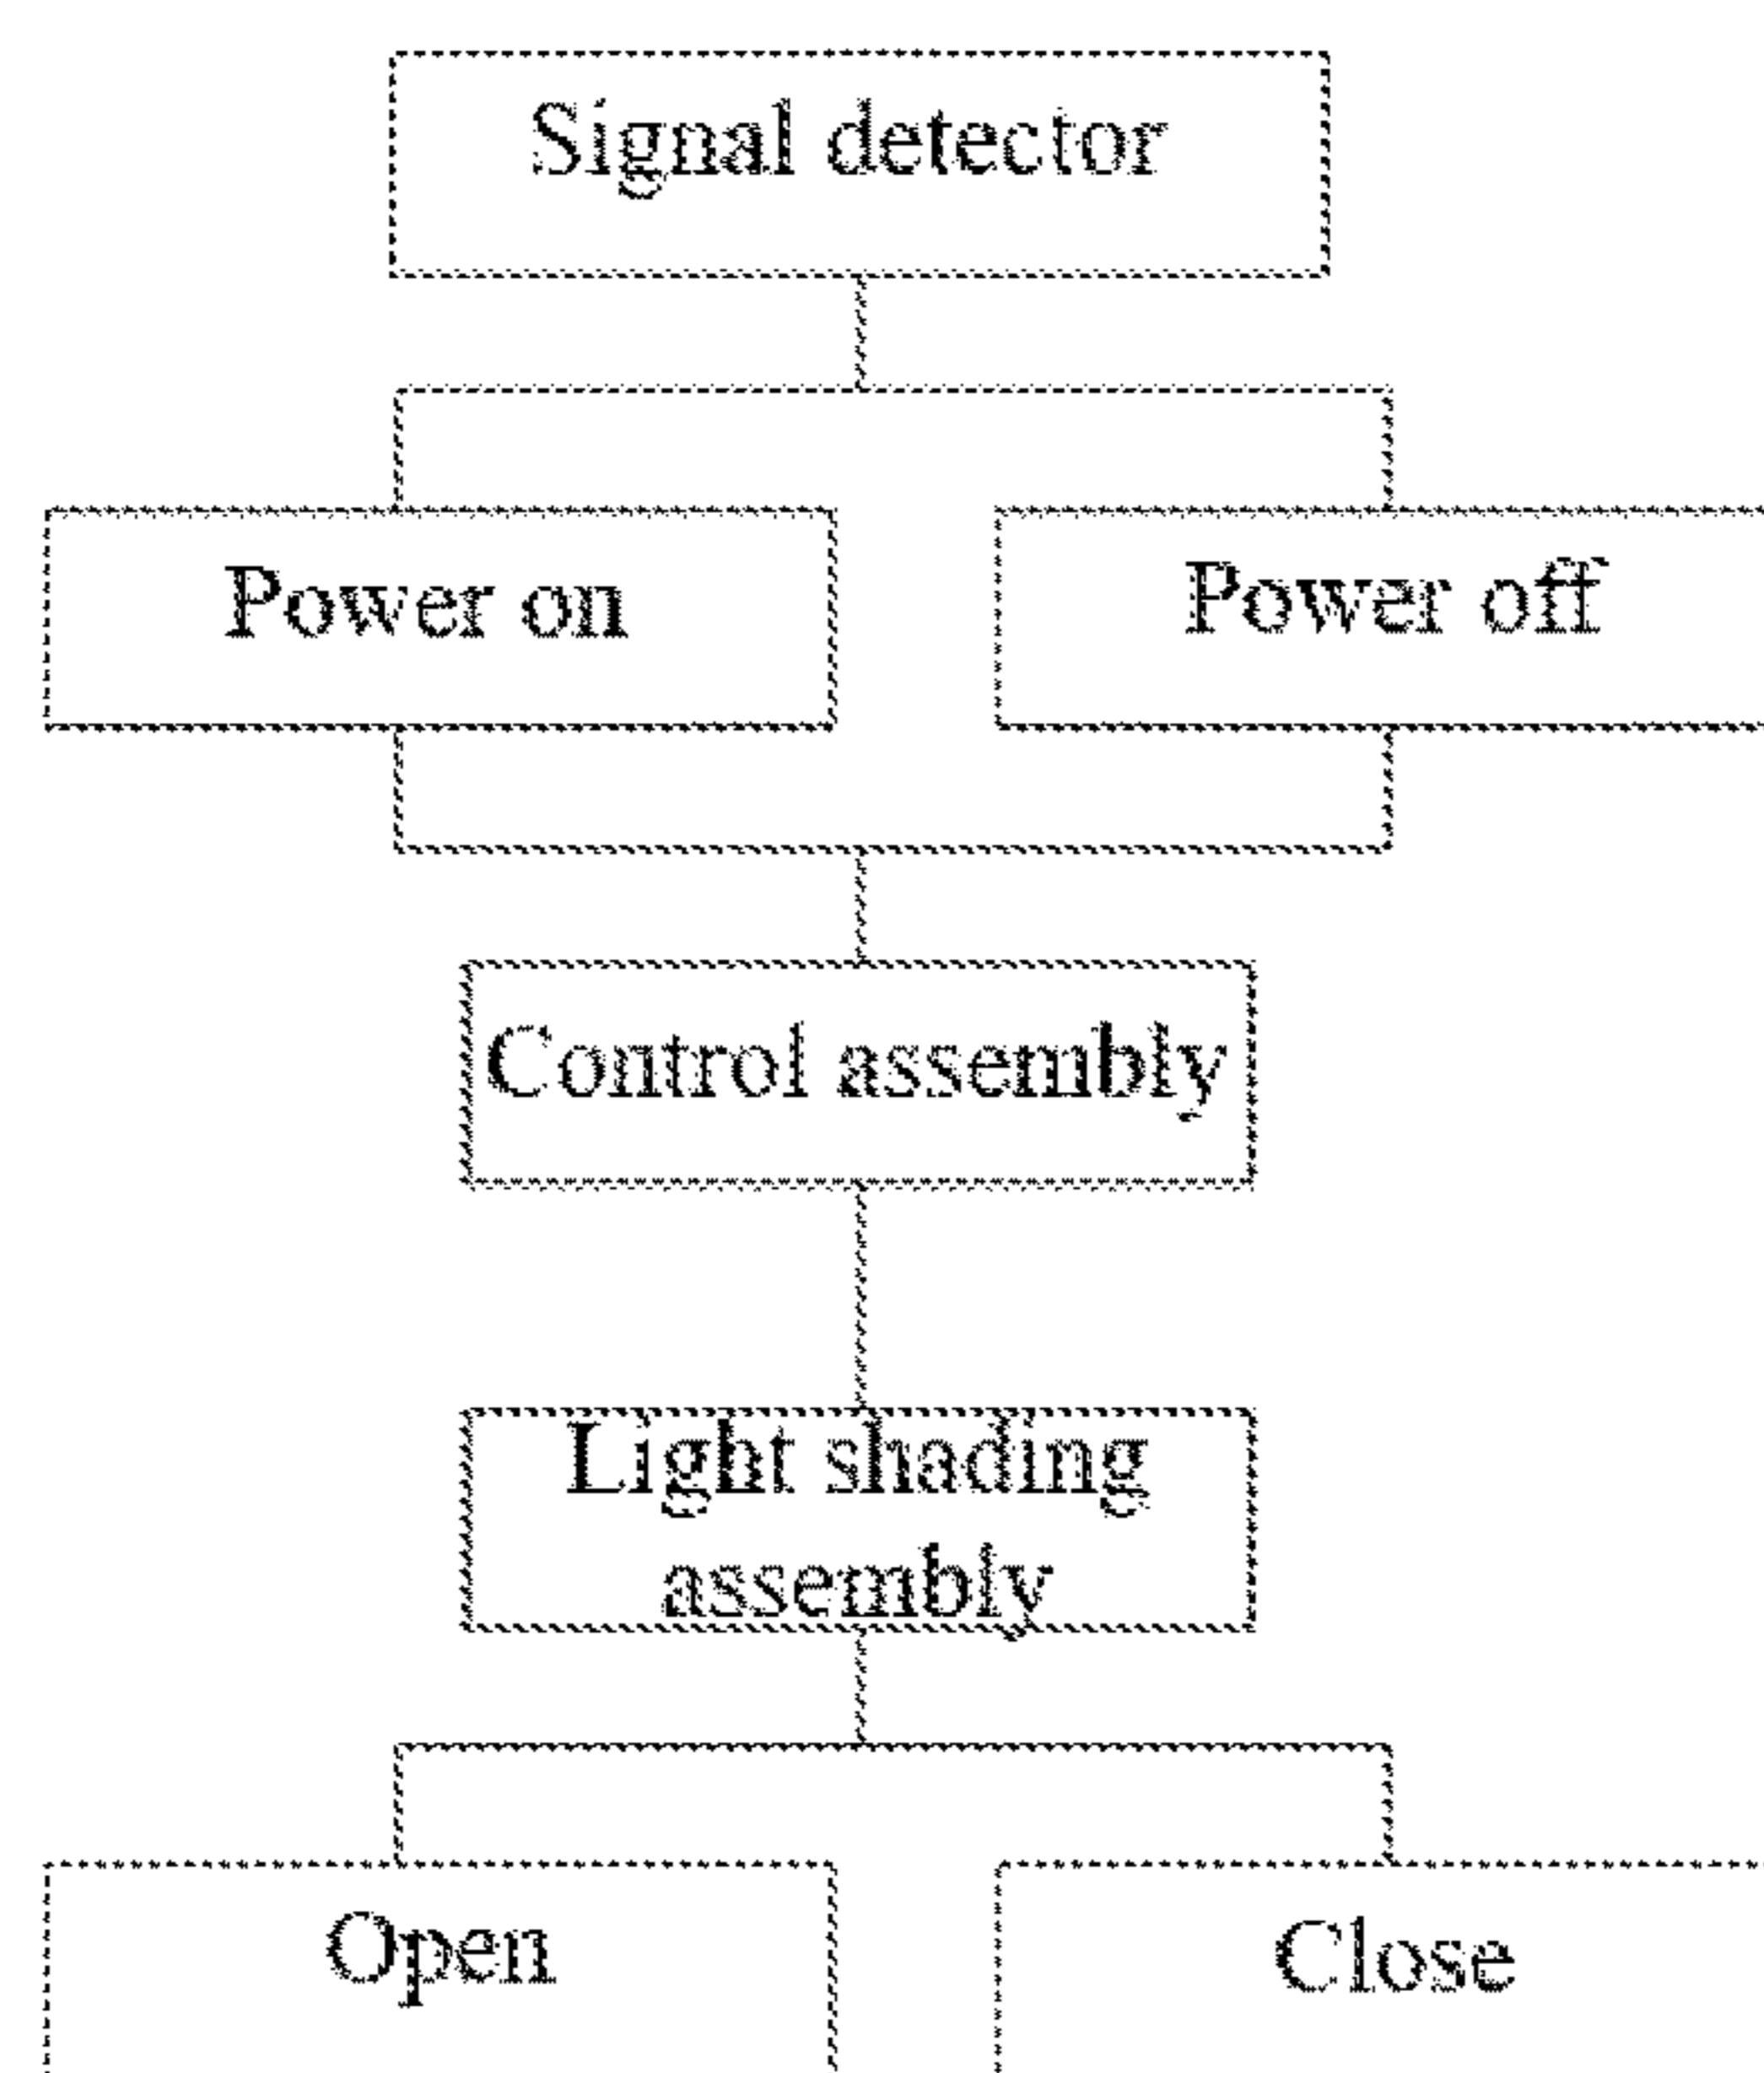 Signal detector
Power on
Power off
Control assembly
Light shading
assembly
Open
Close